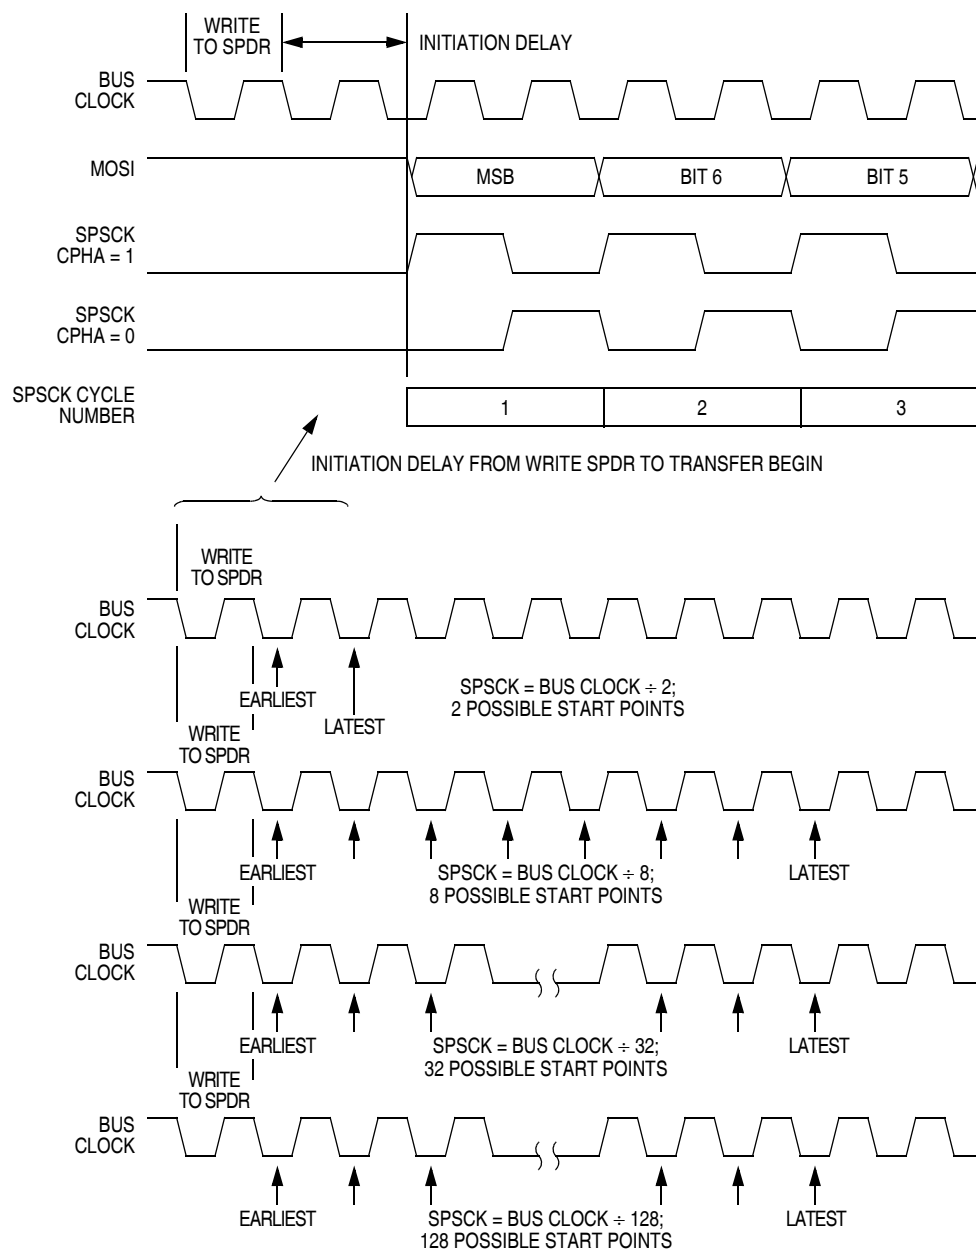 WRITE
TO SPDR
INITIATION DELAY
BUS
CLOCK
MOSI
MSB
BIT 6
BIT 5
SPSCK
CPHA = 1
SPSCK
CPHA = 0
SPSCK CYCLE
NUMBER
1
2
3
INITIATION DELAY FROM WRITE SPDR TO TRANSFER BEGIN
WRITE
TO SPDR
BUS
CLOCK
EARLIEST
LATEST
SPSCK = BUS CLOCK ÷ 2;
2 POSSIBLE START POINTS
WRITE
TO SPDR
BUS
CLOCK
EARLIEST
SPSCK = BUS CLOCK ÷ 8;
8 POSSIBLE START POINTS
LATEST
WRITE
TO SPDR
BUS
CLOCK
EARLIEST
SPSCK = BUS CLOCK ÷ 32;
32 POSSIBLE START POINTS
LATEST
WRITE
TO SPDR
BUS
CLOCK
EARLIEST
SPSCK = BUS CLOCK ÷ 128;
128 POSSIBLE START POINTS
LATEST